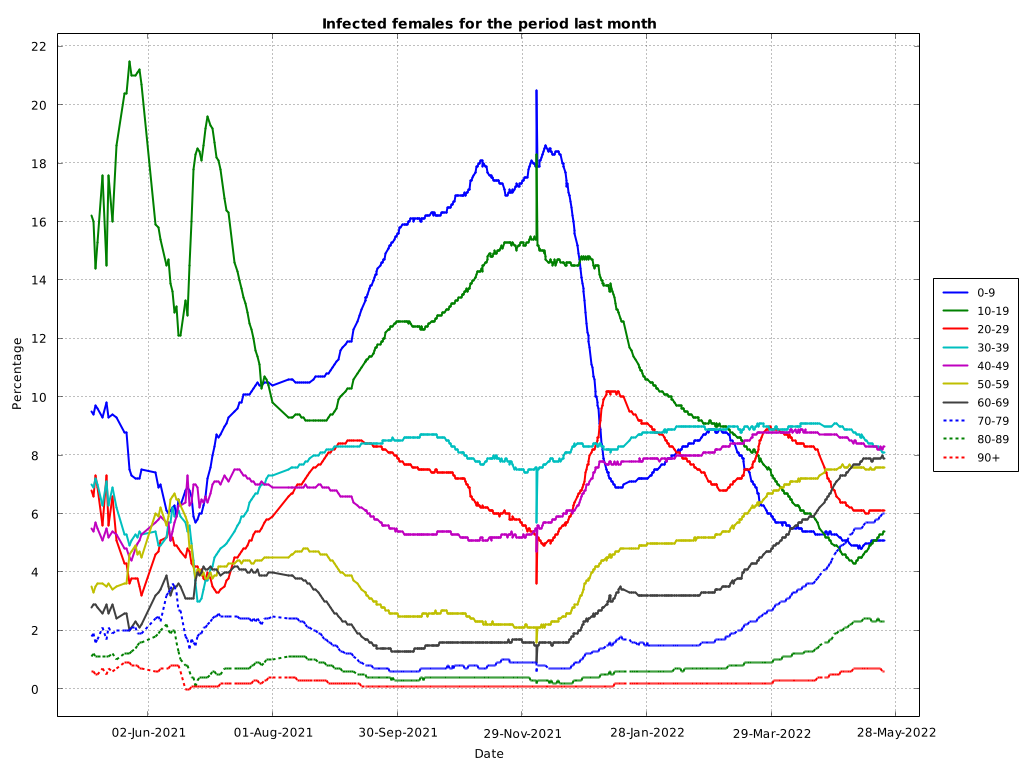 Infected females for the period last month
22
20
18
16
14
12
10
8
6
4
2
0
Percentage
02-Jun-2021
01-Aug-2021
30-Sep-2021
29-Nov-2021
28-Jan-2022
29-Mar-2022
28-May-2022
Date
0-9
10-19
20-29
30-39
40-49
50-59
60-69
70-79
80-89
90+